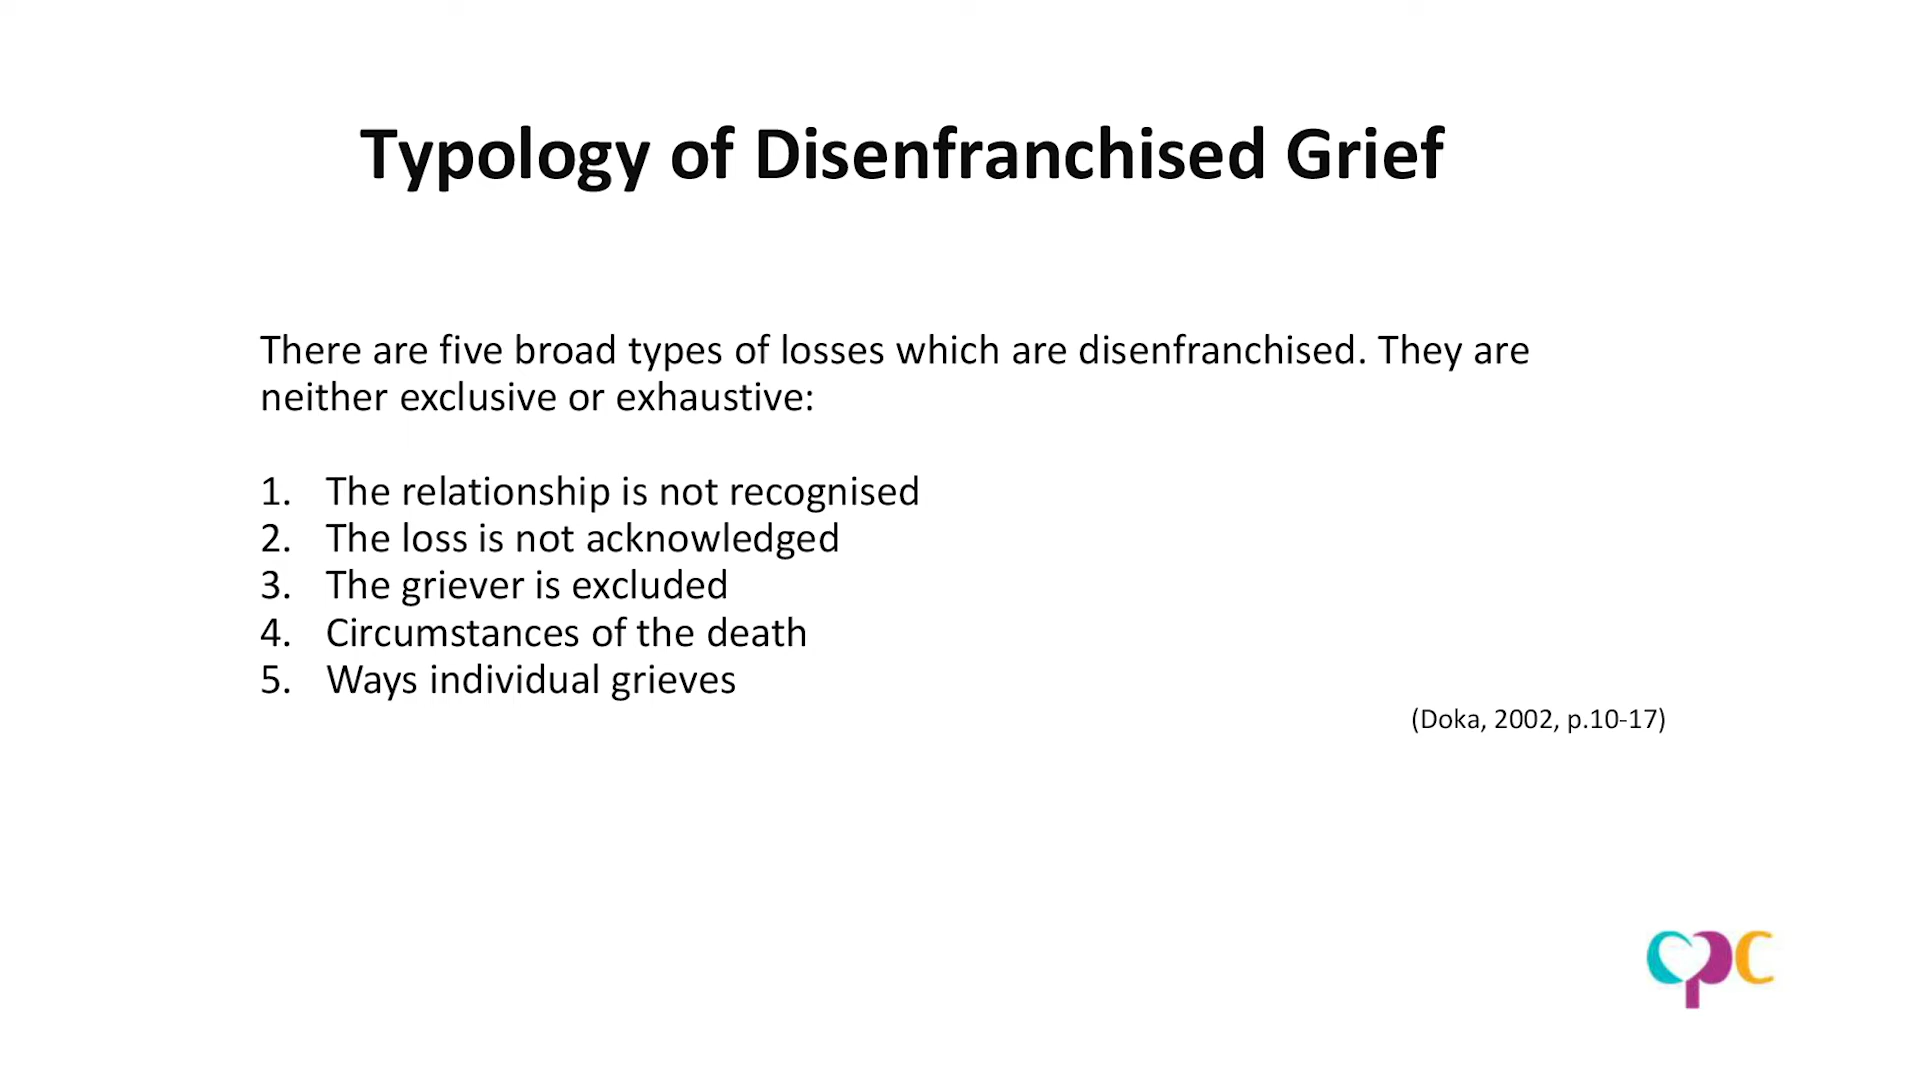 Typology of Disenfranchised Grief
There are five broad types of losses which are disenfranchised. They are
neither exclusive or exhaustive:
1. The relationship is not recognised
2. The loss is not acknowledged
3. The griever is excluded
4. Circumstances of the death
5. Ways individual grieves
(Doka, 2002, p.10-17)
cpc